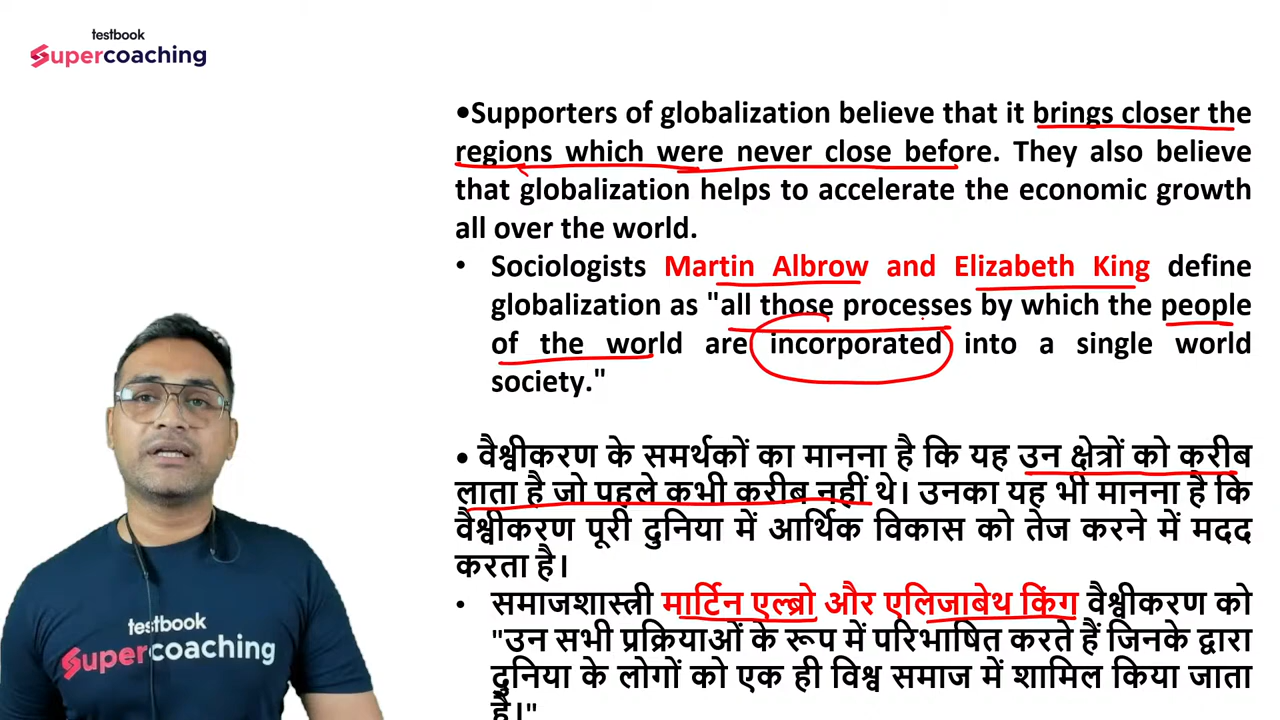 testbook
Supercoaching
•Supporters of globalization believe that it brings closer the
regions which were never close before. They also believe
that globalization helps to accelerate the economic growth
all over the world.
• Sociologists Martin Albrow and Elizabeth King define
globalization as "all those processes by which the people
of the world are incorporated into a single world
society."
• वैश्वीकरण के समर्थकों का मानना है कि यह उन क्षेत्रों को करीब
लाता है जो पहले कभी करीब नहीं थे। उनका यह भी मानना है कि
वैश्वीकरण पूरी दुनिया में आर्थिक विकास को तेज करने में मदद
करता है।
• समाजशास्त्री मार्टिन एल्ब्रो और एलिजाबेथ किंग वैश्वीकरण को
"उन सभी प्रक्रियाओं के रूप में परिभाषित करते हैं जिनके द्वारा
दुनिया के लोगों को एक ही विश्व समाज में शामिल किया जाता
है।"
testbook
Supercoaching